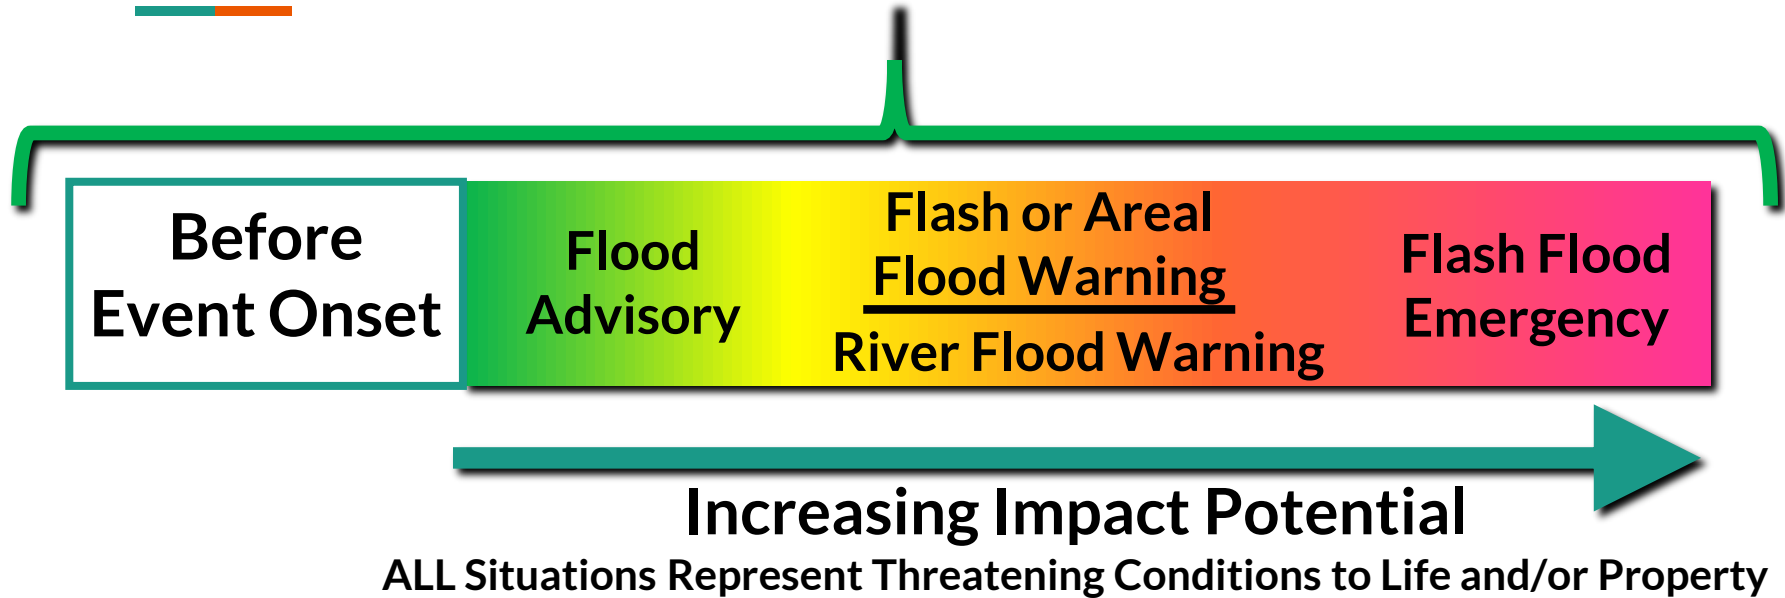 Before
Event Onset
Flood
Advisory
Flash or Areal
Flood Warning
River Flood Warning
Flash Flood
Emergency
Increasing Impact Potential
ALL Situations Represent Threatening Conditions to Life and/or Property